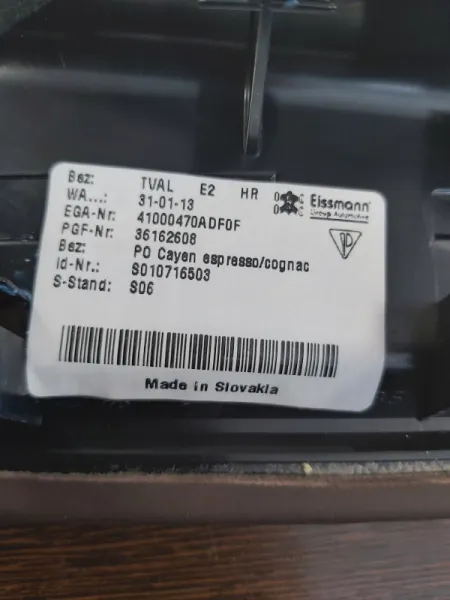 Bez: TVAL E2 HR
WA...: 31-01-13
EGA-Nr: 41000470ADF0F
PGF-Nr: 36162608
Bez: PO Cayen espresso/cognac
Id-Nr.: S010716503
S-Stand: S06
Eissmann
Group Automotive
Made in Slovakia